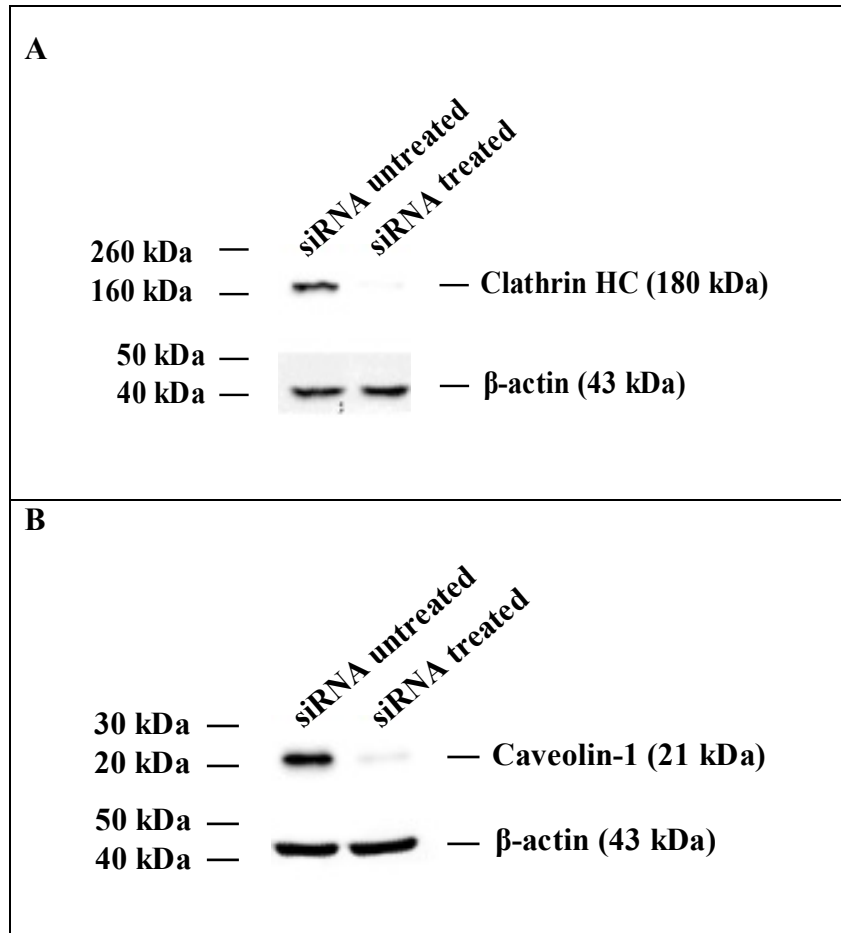 A
siRNA untreated
siRNA treated
260 kDa
160 kDa
Clathrin HC (180 kDa)
50 kDa
40 kDa
β-actin (43 kDa)
B
siRNA untreated
siRNA treated
30 kDa
20 kDa
Caveolin-1 (21 kDa)
50 kDa
40 kDa
β-actin (43 kDa)